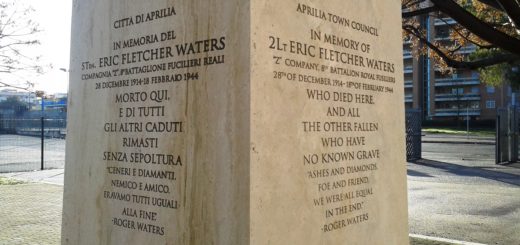 CITTÀ DI APRILIA
IN MEMORIA DEL
STEN. ERIC FLETCHER WATERS
COMPAGNIA "Z", 8º BATTAGLIONE FUCILIERI REALI
28 DICEMBRE 1914-18 FEBBRAIO 1944
MORTO QUI,
E DI TUTTI
GLI ALTRI CADUTI
RIMASTI
SENZA SEPOLTURA
"CENERI E DIAMANTI,
NEMICO E AMICO,
ERAVAMO TUTTI UGUALI
ALLA FINE."
-ROGER WATERS
APRILIA TOWN COUNCIL
IN MEMORY OF
2LT ERIC FLETCHER WATERS
"Z" COMPANY, 8TH BATTALION ROYAL FUSILIERS
28TH OF DECEMBER 1914-18TH OF FEBRUARY 1944
WHO DIED HERE,
AND ALL
THE OTHER FALLEN
WHO HAVE
NO KNOWN GRAVE
"ASHES AND DIAMONDS,
FOE AND FRIEND,
WE WERE ALL EQUAL
IN THE END."
-ROGER WATERS